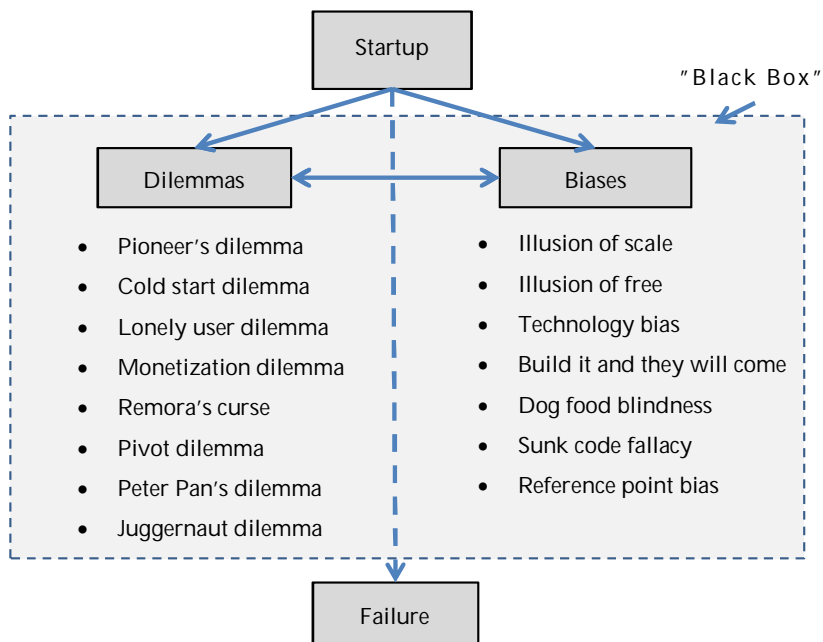 Startup
"Black Box"
Dilemmas
Biases
• Pioneer's dilemma
• Cold start dilemma
• Lonely user dilemma
• Monetization dilemma
• Remora's curse
• Pivot dilemma
• Peter Pan's dilemma
• Juggernaut dilemma
• Illusion of scale
• Illusion of free
• Technology bias
• Build it and they will come
• Dog food blindness
• Sunk code fallacy
• Reference point bias
Failure